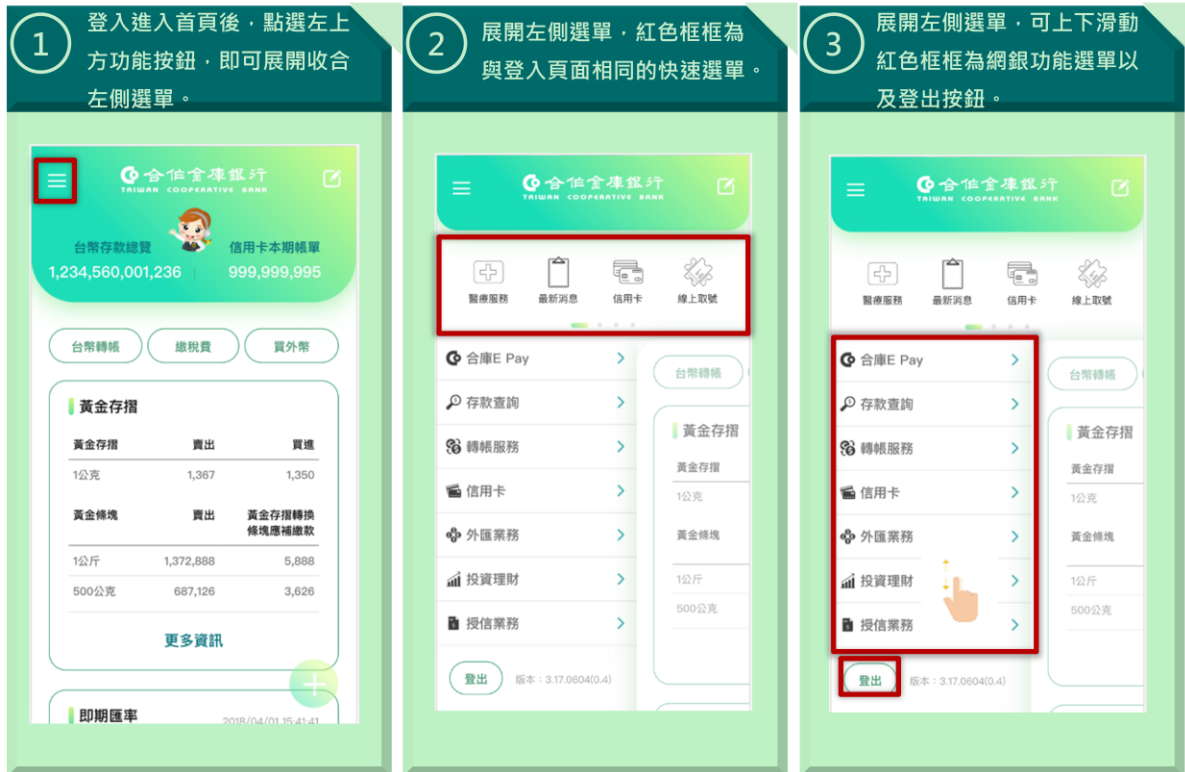 1
登入進入首頁後，點選左上
方功能按鈕，即可展開收合
左側選單。
合作金庫銀行
TAIWAN COOPERATIVE BANK
台幣存款總覽 信用卡本期帳單
1,234,560,001,236 999,999,995
台幣轉帳 繳稅費 買外幣
黃金存摺
黃金存摺 賣出 買進
1公克 1,367 1,350
黃金條塊 賣出 黃金存摺轉換
條塊應補繳款
1公斤 1,372,888 5,888
500公克 687,126 3,626
更多資訊
即期匯率 2018/04/01 15:41:41
2
展開左側選單，紅色框框為
與登入頁面相同的快速選單。
合作金庫銀行
TAIWAN COOPERATIVE BANK
醫療服務 最新消息 信用卡 線上取號
合庫E Pay
存款查詢
轉帳服務
信用卡
外匯業務
投資理財
授信業務
登出 版本：3.17.0604(0.4)
台幣轉帳
黃金存摺
黃金存摺
1公克
黃金條塊
1公斤
500公克
3
展開左側選單，可上下滑動
紅色框框為網銀功能選單以
及登出按鈕。
合作金庫銀行
TAIWAN COOPERATIVE BANK
醫療服務 最新消息 信用卡 線上取號
合庫E Pay
存款查詢
轉帳服務
信用卡
外匯業務
投資理財
授信業務
登出 版本：3.17.0604(0.4)
台幣轉帳
黃金存摺
黃金存摺
1公克
黃金條塊
1公斤
500公克